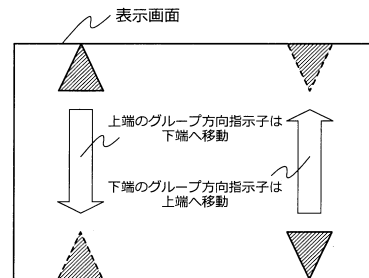 表示画面
上端のグループ方向指示子は
下端へ移動
下端のグループ方向指示子は
上端へ移動